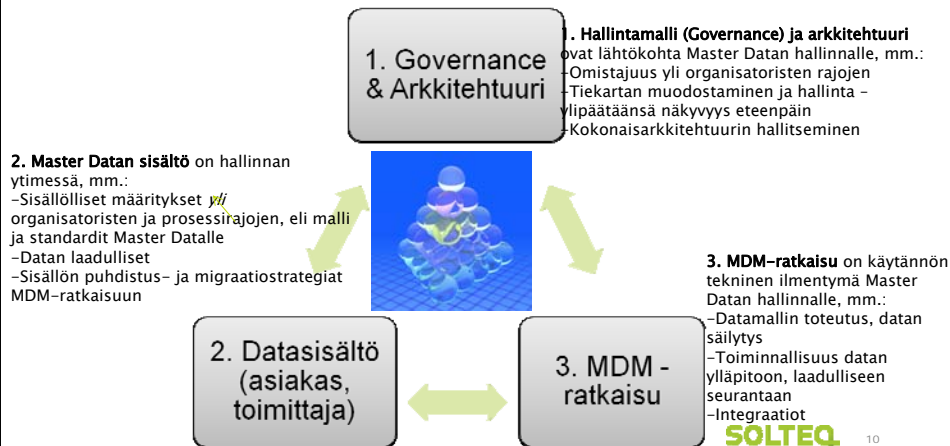 1. Governance
& Arkkitehtuuri
1. Hallintamalli (Governance) ja arkkitehtuuri
ovat lähtökohta Master Datan hallinnalle, mm.:
-Omistajuus yli organisatoristen rajojen
-Tiekartan muodostaminen ja hallinta –
ylipäätäänsä näkyvyys eteenpäin
-Kokonaisarkkitehtuurin hallitseminen
2. Master Datan sisältö on hallinnan
ytimessä, mm.:
-Sisällölliset määritykset yli
organisatoristen ja prosessirajojen, eli malli
ja standardit Master Datalle
-Datan laadulliset
-Sisällön puhdistus- ja migraatiostrategiat
MDM-ratkaisuun
3. MDM-ratkaisu on käytännön
tekninen ilmentymä Master
Datan hallinnalle, mm.:
-Datamallin toteutus, datan
säilytys
-Toiminnallisuus datan
ylläpitoon, laadulliseen
seurantaan
-Integraatiot
2. Datasisältö
(asiakas,
toimittaja)
3. MDM -
ratkaisu
SOLTEQ
10